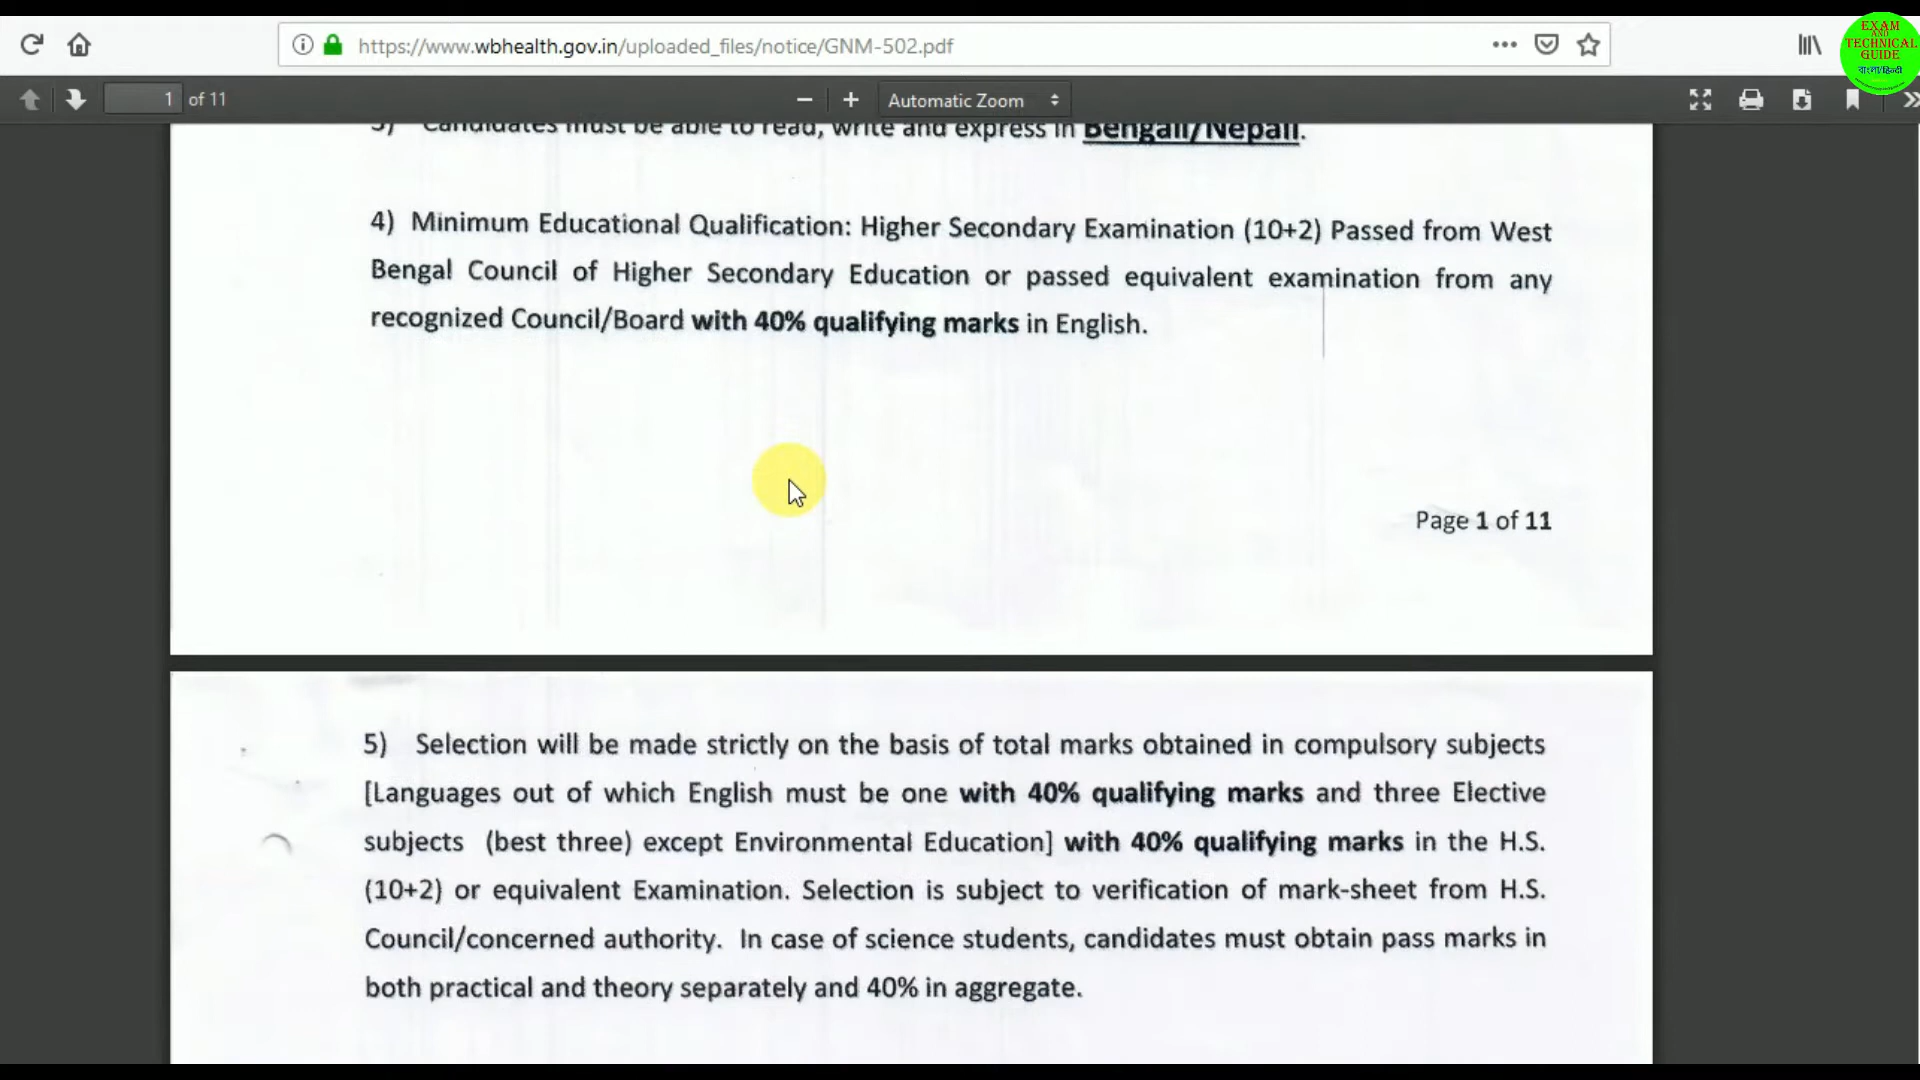 https://www.wbhealth.gov.in/uploaded_files/notice/GNM-502.pdf
EXAM
AND
TECHNICAL
GUIDE
বাংলা/हिन्दी
1 of 11
Automatic Zoom
3) Candidates must be able to read, write and express in Bengali/Nepali.
4) Minimum Educational Qualification: Higher Secondary Examination (10+2) Passed from West
Bengal Council of Higher Secondary Education or passed equivalent examination from any
recognized Council/Board with 40% qualifying marks in English.
Page 1 of 11
5) Selection will be made strictly on the basis of total marks obtained in compulsory subjects
[Languages out of which English must be one with 40% qualifying marks and three Elective
subjects (best three) except Environmental Education] with 40% qualifying marks in the H.S.
(10+2) or equivalent Examination. Selection is subject to verification of mark-sheet from H.S.
Council/concerned authority. In case of science students, candidates must obtain pass marks in
both practical and theory separately and 40% in aggregate.